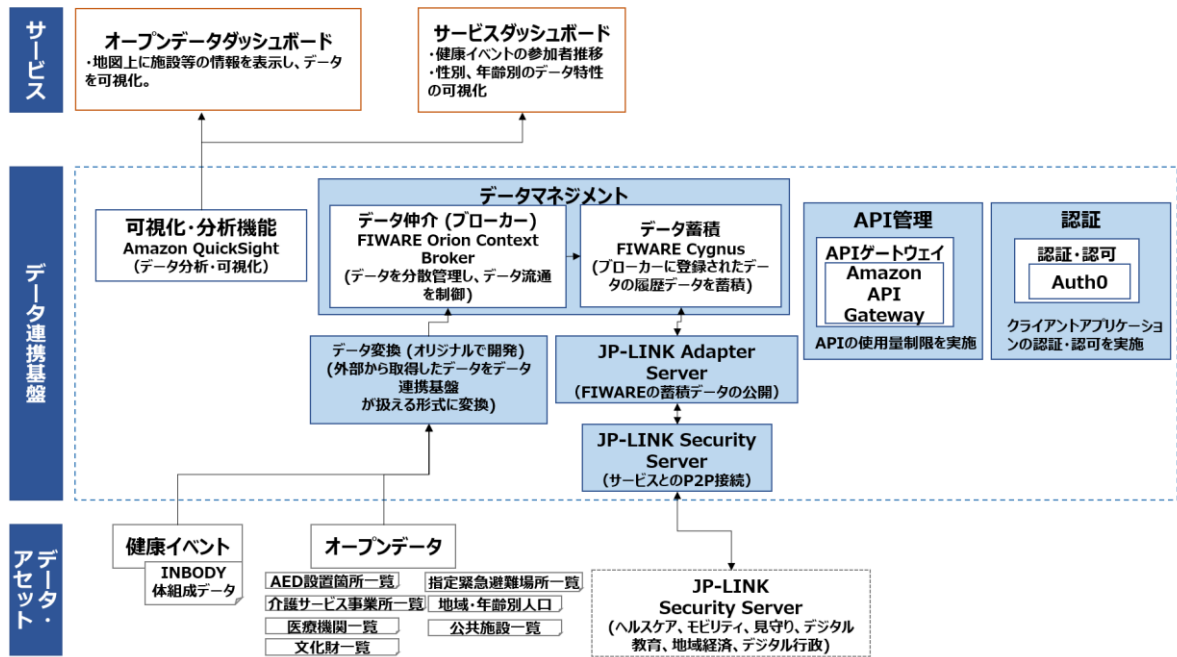 サービス
オープンデータダッシュボード
・地図上に施設等の情報を表示し、データ
を可視化。
サービスダッシュボード
・健康イベントの参加者推移
・性別、年齢別のデータ特性
の可視化
データ連携基盤
可視化・分析機能
Amazon QuickSight
(データ分析・可視化)
データマネジメント
データ仲介 (ブローカー)
FIWARE Orion Context
Broker
(データを分散管理し、データ流通
を制御)
データ蓄積
FIWARE Cygnus
(ブローカーに登録されたデー
タの履歴データを蓄積)
API管理
APIゲートウェイ
Amazon
API
Gateway
APIの使用量制限を実施
認証
認証・認可
Auth0
クライアントアプリケーショ
ンの認証・認可を実施
データ変換 (オリジナルで開発)
(外部から取得したデータをデータ
連携基盤
が扱える形式に変換)
JP-LINK Adapter
Server
(FIWAREの蓄積データの公開)
JP-LINK Security
Server
(サービスとのP2P接続)
データ・
アセット
健康イベント
INBODY
体組成データ
オープンデータ
AED設置箇所一覧
指定緊急避難場所一覧
介護サービス事業所一覧
地域・年齢別人口
医療機関一覧
公共施設一覧
文化財一覧
JP-LINK
Security Server
(ヘルスケア、モビリティ、見守り、デジタル
教育、地域経済、デジタル行政)